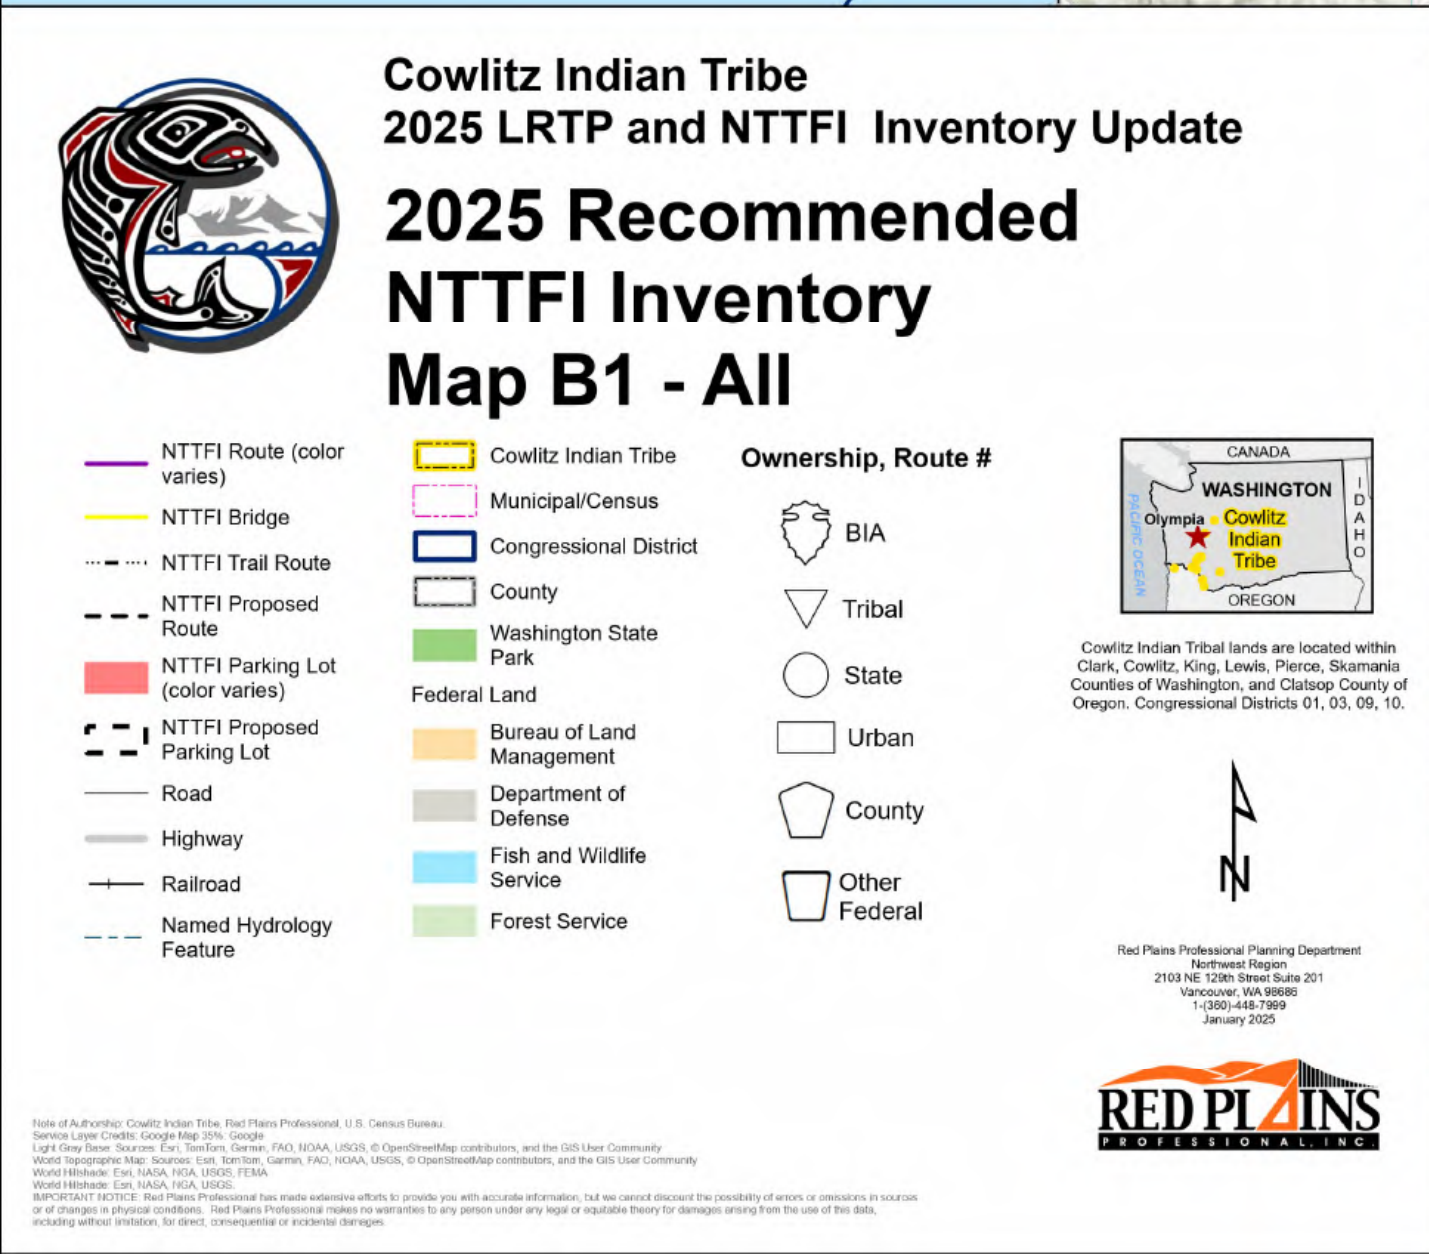 Cowlitz Indian Tribe
2025 LRTP and NTTFI Inventory Update
2025 Recommended
NTTFI Inventory
Map B1 - All
NTTFI Route (color
varies)
NTTFI Bridge
NTTFI Trail Route
NTTFI Proposed
Route
NTTFI Parking Lot
(color varies)
NTTFI Proposed
Parking Lot
Road
Highway
Railroad
Named Hydrology
Feature
Cowlitz Indian Tribe
Municipal/Census
Congressional District
County
Washington State
Park
Federal Land
Bureau of Land
Management
Department of
Defense
Fish and Wildlife
Service
Forest Service
Ownership, Route #
BIA
Tribal
State
Urban
County
Other
Federal
CANADA
WASHINGTON
IDAHO
PACIFIC OCEAN
Olympia
Cowlitz
Indian
Tribe
OREGON
Cowlitz Indian Tribal lands are located within
Clark, Cowlitz, King, Lewis, Pierce, Skamania
Counties of Washington, and Clatsop County of
Oregon. Congressional Districts 01, 03, 09, 10.
N
Red Plains Professional Planning Department
Northwest Region
2103 NE 129th Street Suite 201
Vancouver, WA 98686
1-(360)-448-7999
January 2025
RED PLAINS
PROFESSIONAL, INC.
Note of Authorship: Cowlitz Indian Tribe, Red Plains Professional, U.S. Census Bureau.
Service Layer Credits: Google Map 35%: Google
Light Gray Base: Sources: Esri, TomTom, Garmin, FAO, NOAA, USGS, © OpenStreetMap contributors, and the GIS User Community
World Topographic Map: Sources: Esri, TomTom, Garmin, FAO, NOAA, USGS, © OpenStreetMap contributors, and the GIS User Community
World Hillshade: Esri, NASA, NGA, USGS, FEMA
World Hillshade: Esri, NASA, NGA, USGS.
IMPORTANT NOTICE: Red Plains Professional has made extensive efforts to provide you with accurate information, but we cannot discount the possibility of errors or omissions in sources
or of changes in physical conditions. Red Plains Professional makes no warranties to any person under any legal or equitable theory for damages arising from the use of this data,
including without limitation, for direct, consequential or incidental damages.